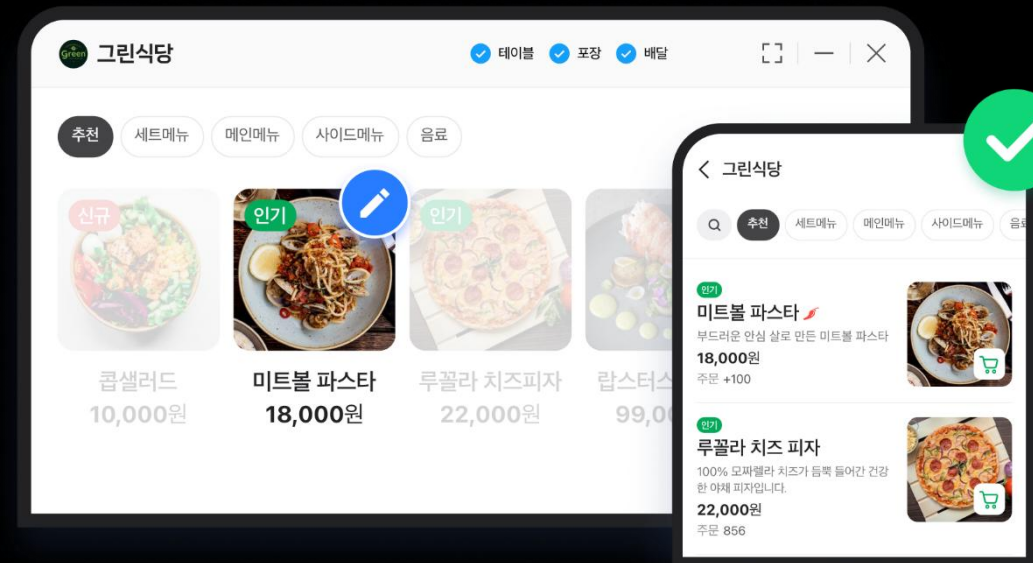 Green 그린식당
테이블 포장 배달
추천 세트메뉴 메인메뉴 사이드메뉴 음료
신규 인기 인기
콥샐러드 미트볼 파스타 루꼴라 치즈피자 랍스터스
10,000원 18,000원 22,000원 99,00
그린식당
추천 세트메뉴 메인메뉴 사이드메뉴 음료
인기
미트볼 파스타
부드러운 안심 살로 만든 미트볼 파스타
18,000원
주문 +100
인기
루꼴라 치즈 피자
100% 모짜렐라 치즈가 듬뿍 들어간 건강
한 야채 피자입니다.
22,000원
주문 856